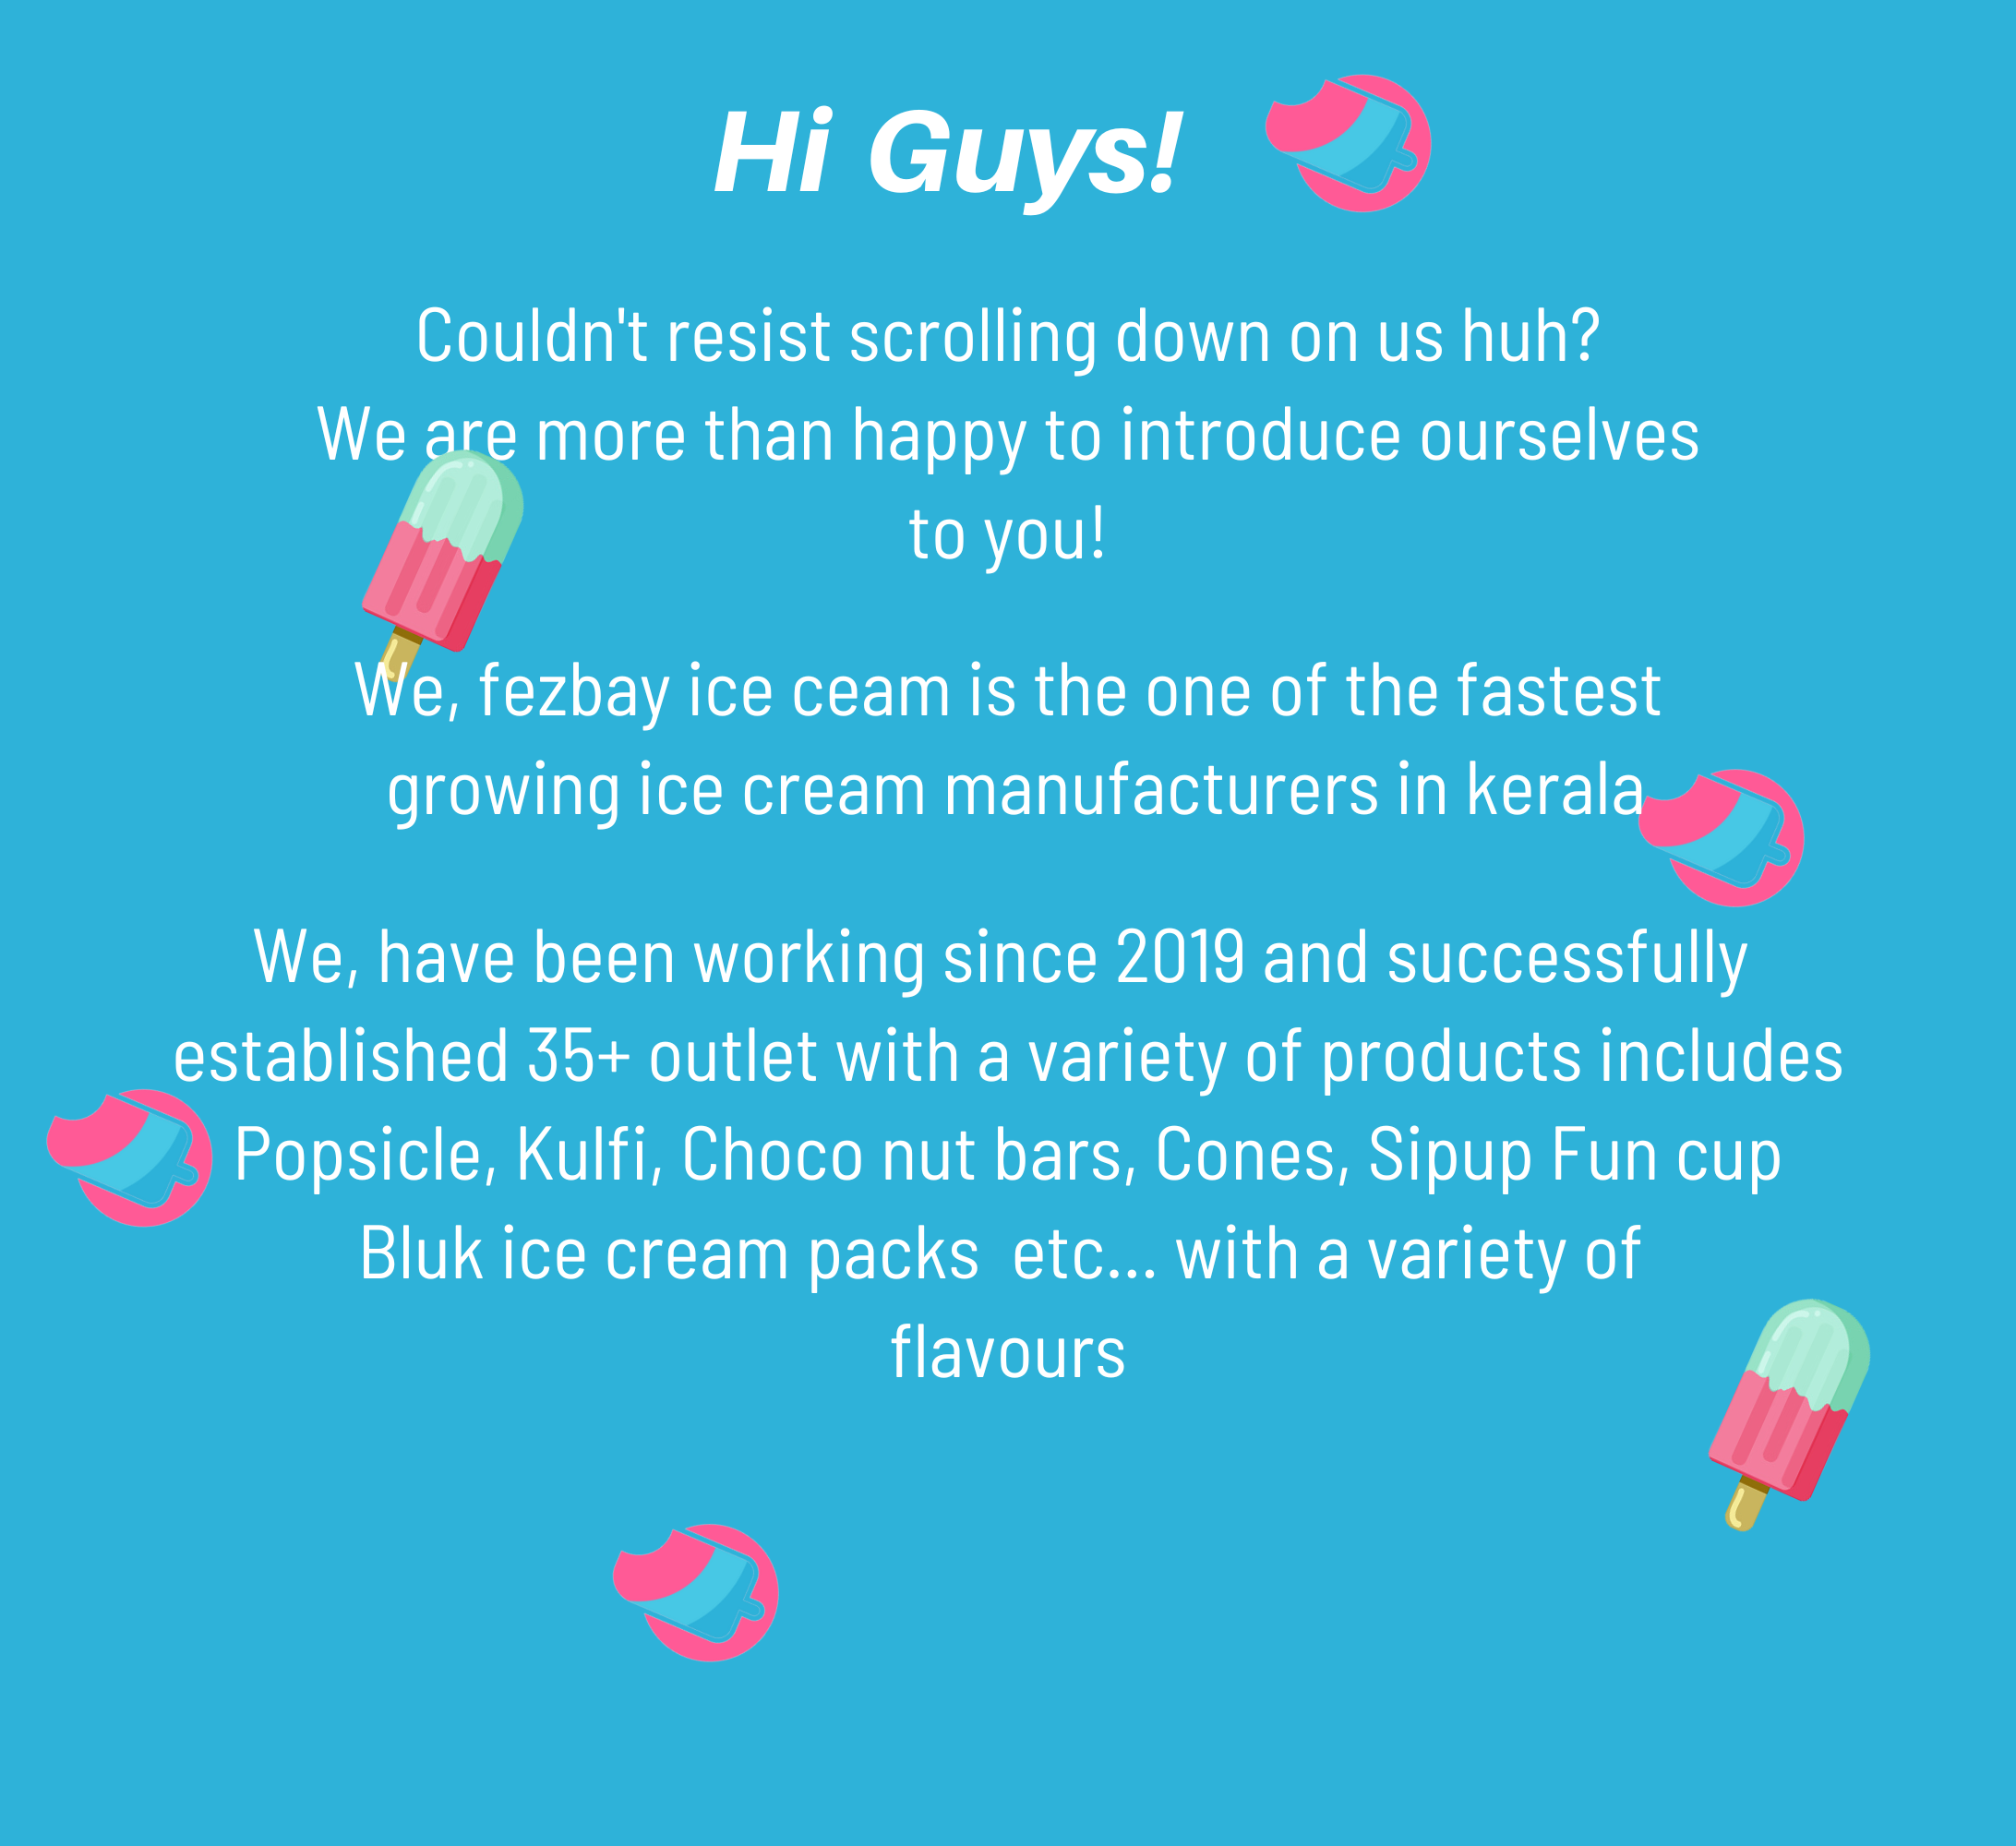 Hi Guys!
Couldn't resist scrolling down on us huh?
We are more than happy to introduce ourselves
to you!
We, fezbay ice ceam is the one of the fastest
growing ice cream manufacturers in kerala
We, have been working since 2019 and successfully
established 35+ outlet with a variety of products includes
Popsicle, Kulfi, Choco nut bars, Cones, Sipup Fun cup
Bluk ice cream packs  etc... with a variety of
flavours